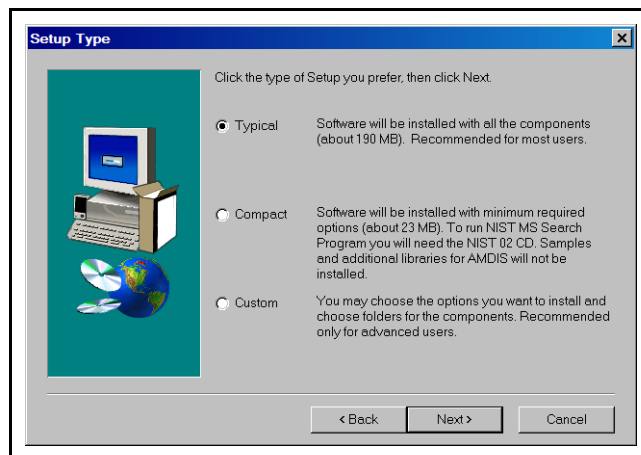 Setup Type
Click the type of Setup you prefer, then click Next.
Typical
Software will be installed with all the components
(about 190 MB). Recommended for most users.
Compact
Software will be installed with minimum required
options (about 23 MB). To run NIST MS Search
Program you will need the NIST 02 CD. Samples
and additional libraries for AMDIS will not be
installed.
Custom
You may choose the options you want to install and
choose folders for the components. Recommended
only for advanced users.
< Back
Next >
Cancel